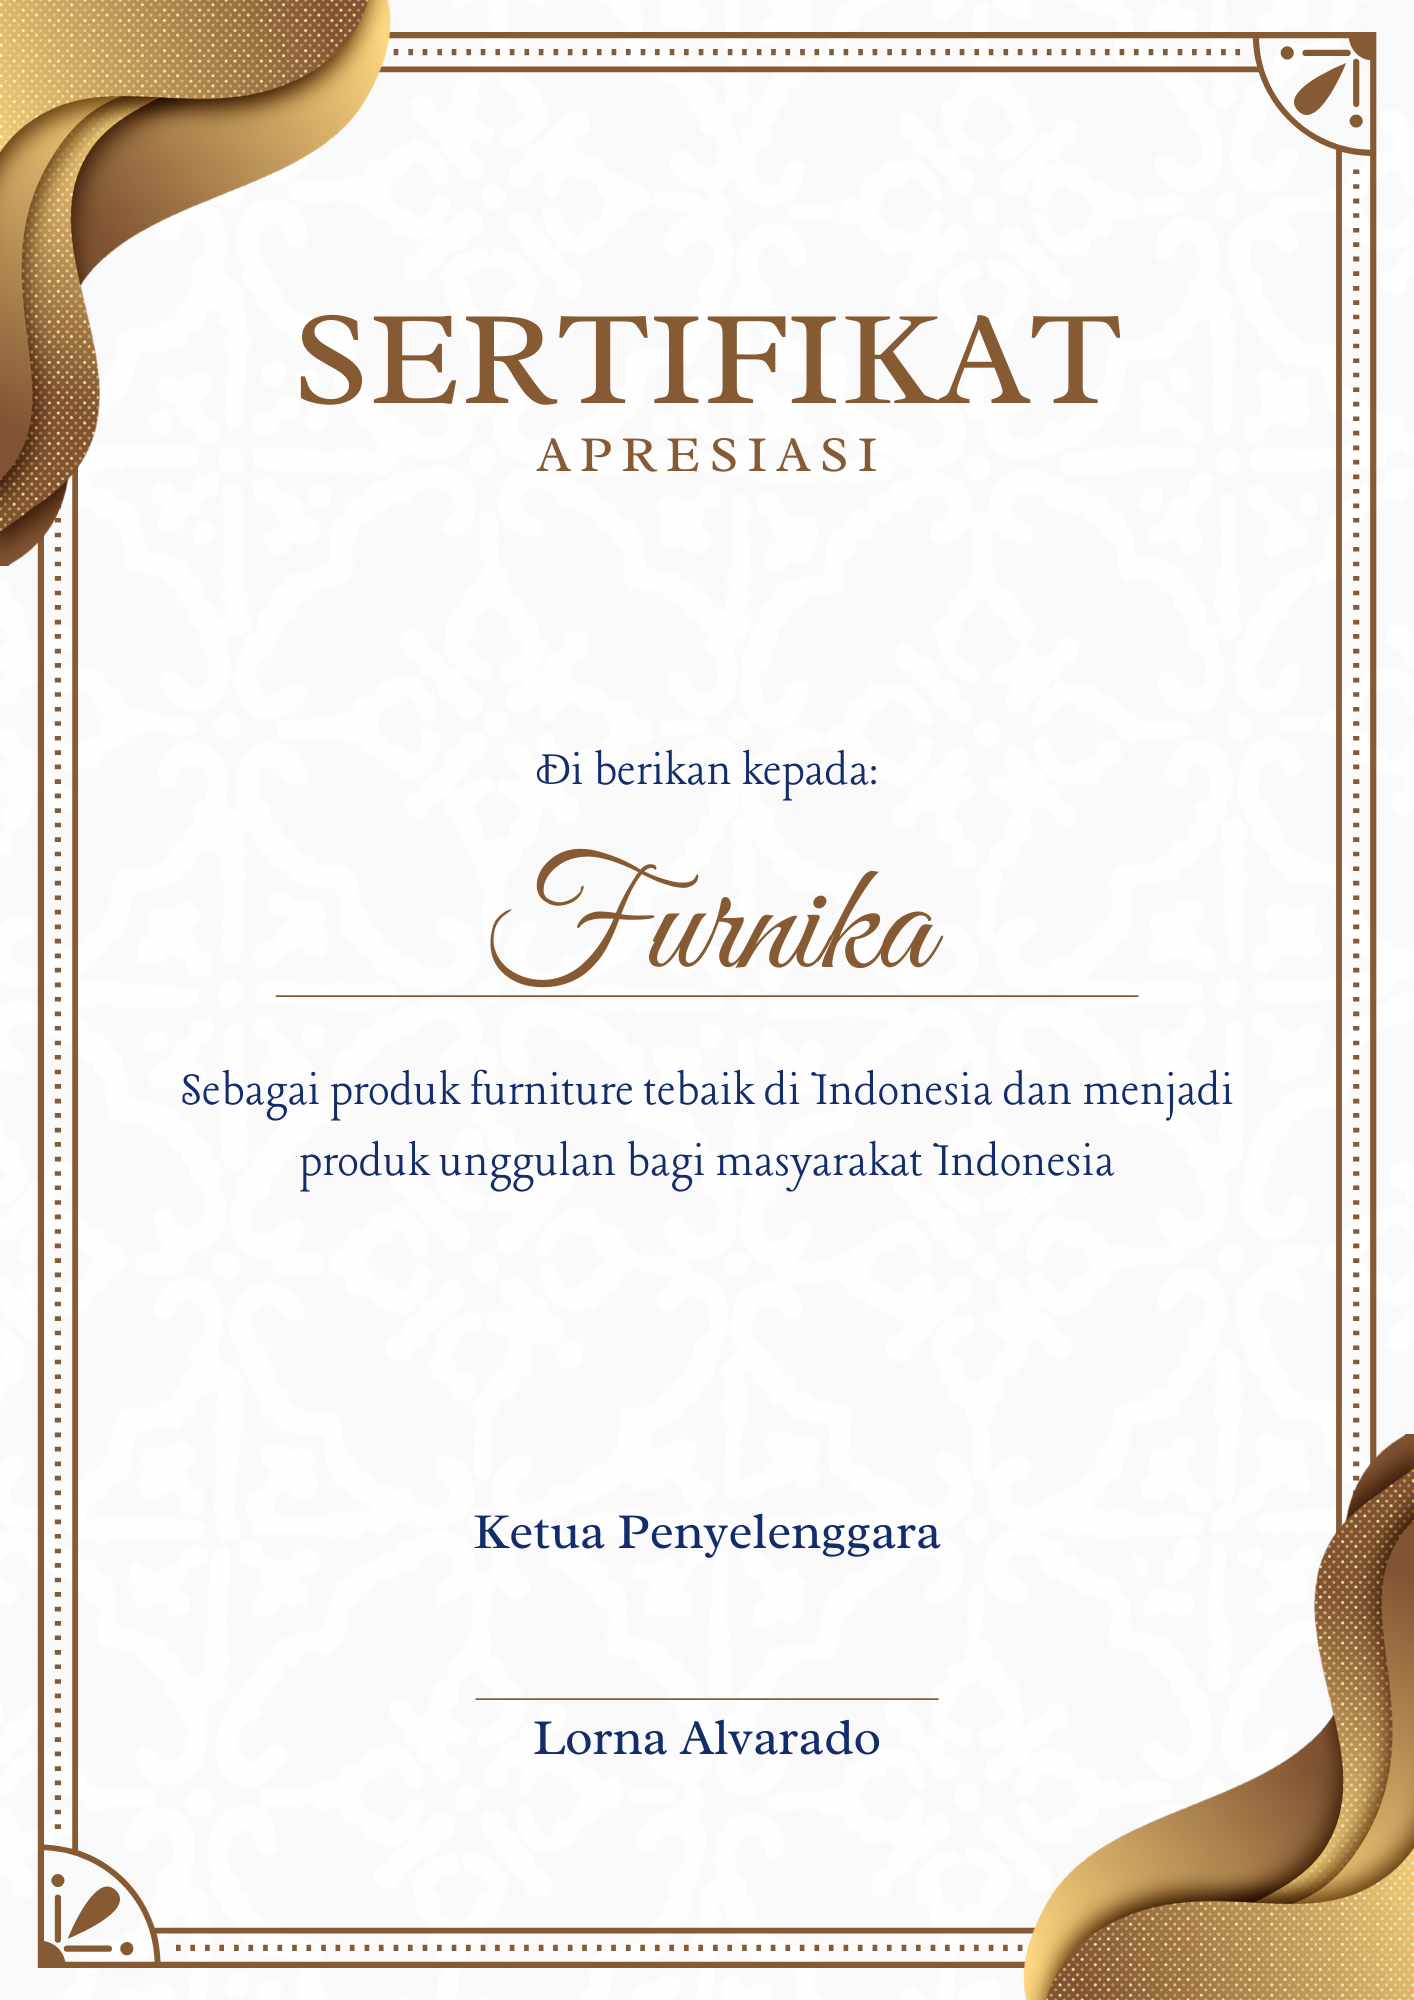 SERTIFIKAT
APRESIASI
Di berikan kepada:
Furnika
Sebagai produk furniture tebaik di Indonesia dan menjadi
produk unggulan bagi masyarakat Indonesia
Ketua Penyelenggara
Lorna Alvarado